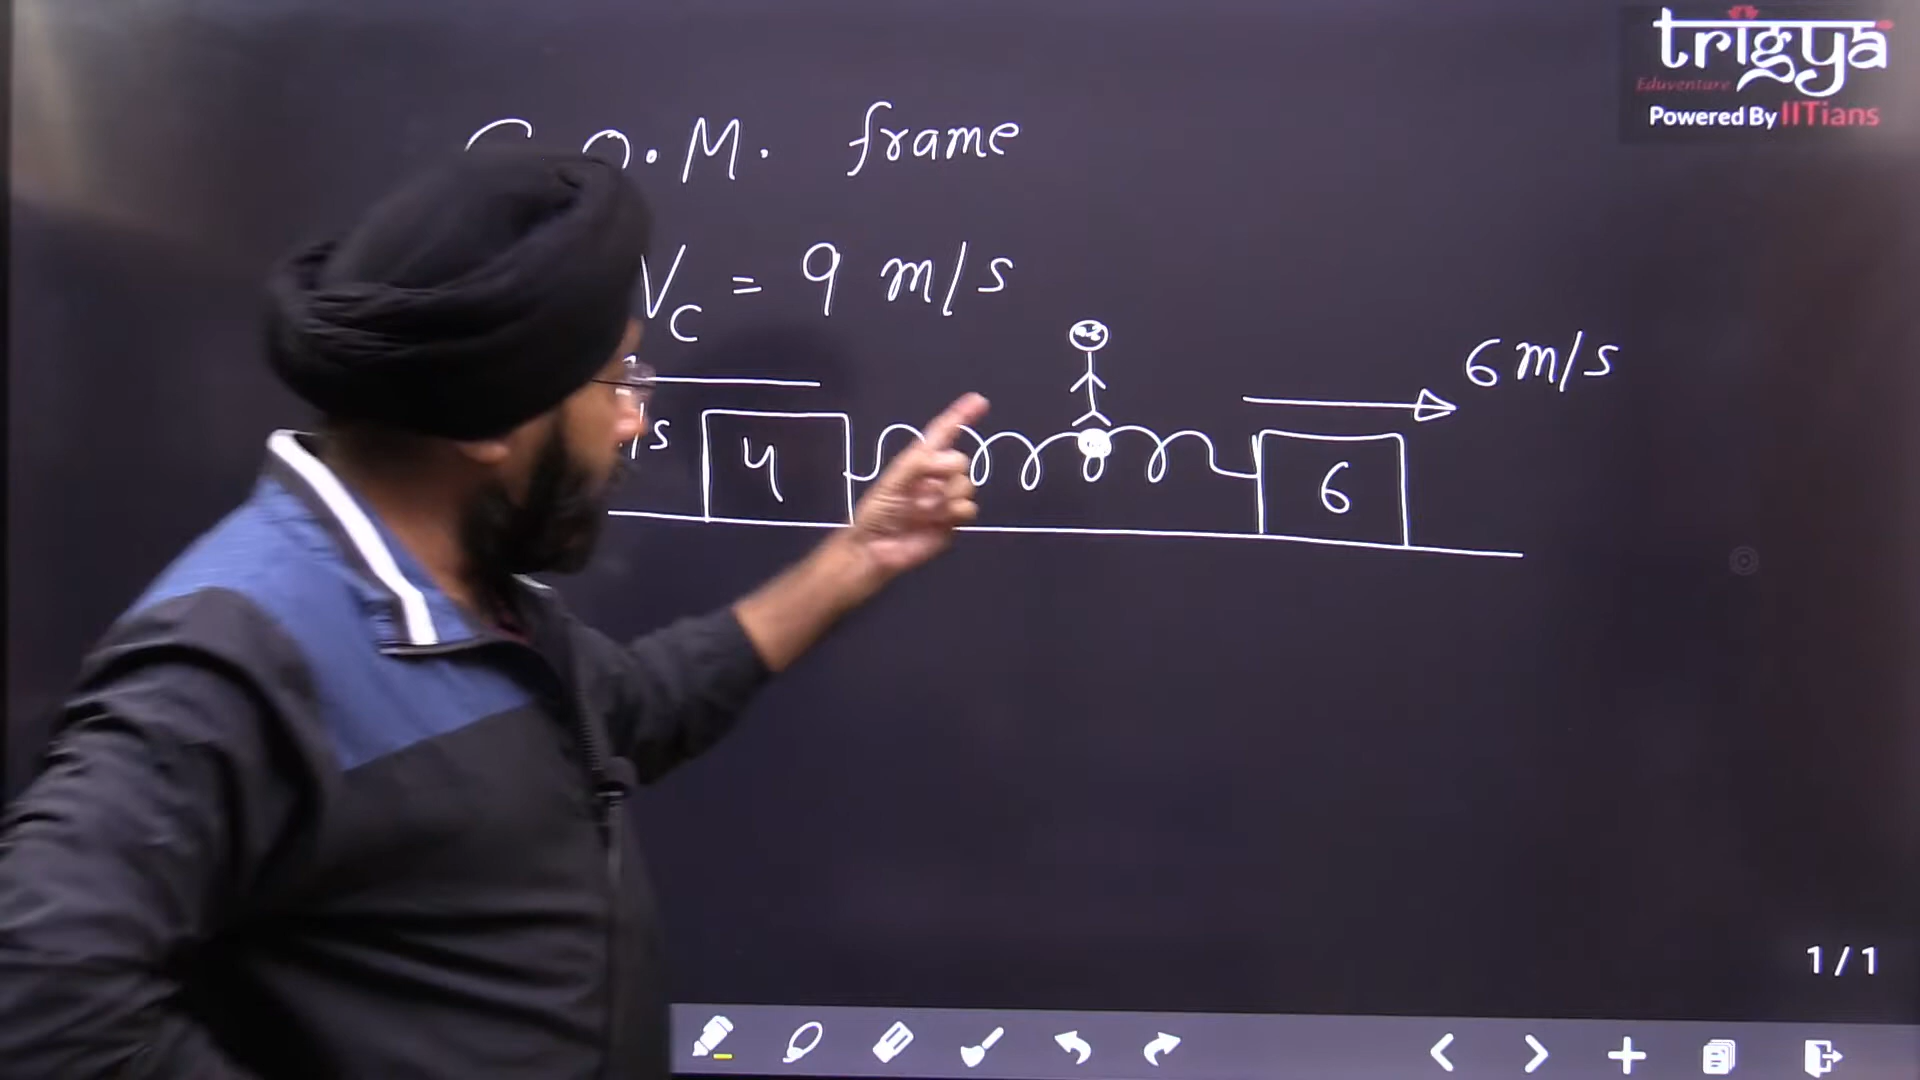 trigya
Eduventure
Powered By IITians
C.O.M. frame
Vc = 9 m/s
6 m/s
/s
4
6
1 / 1